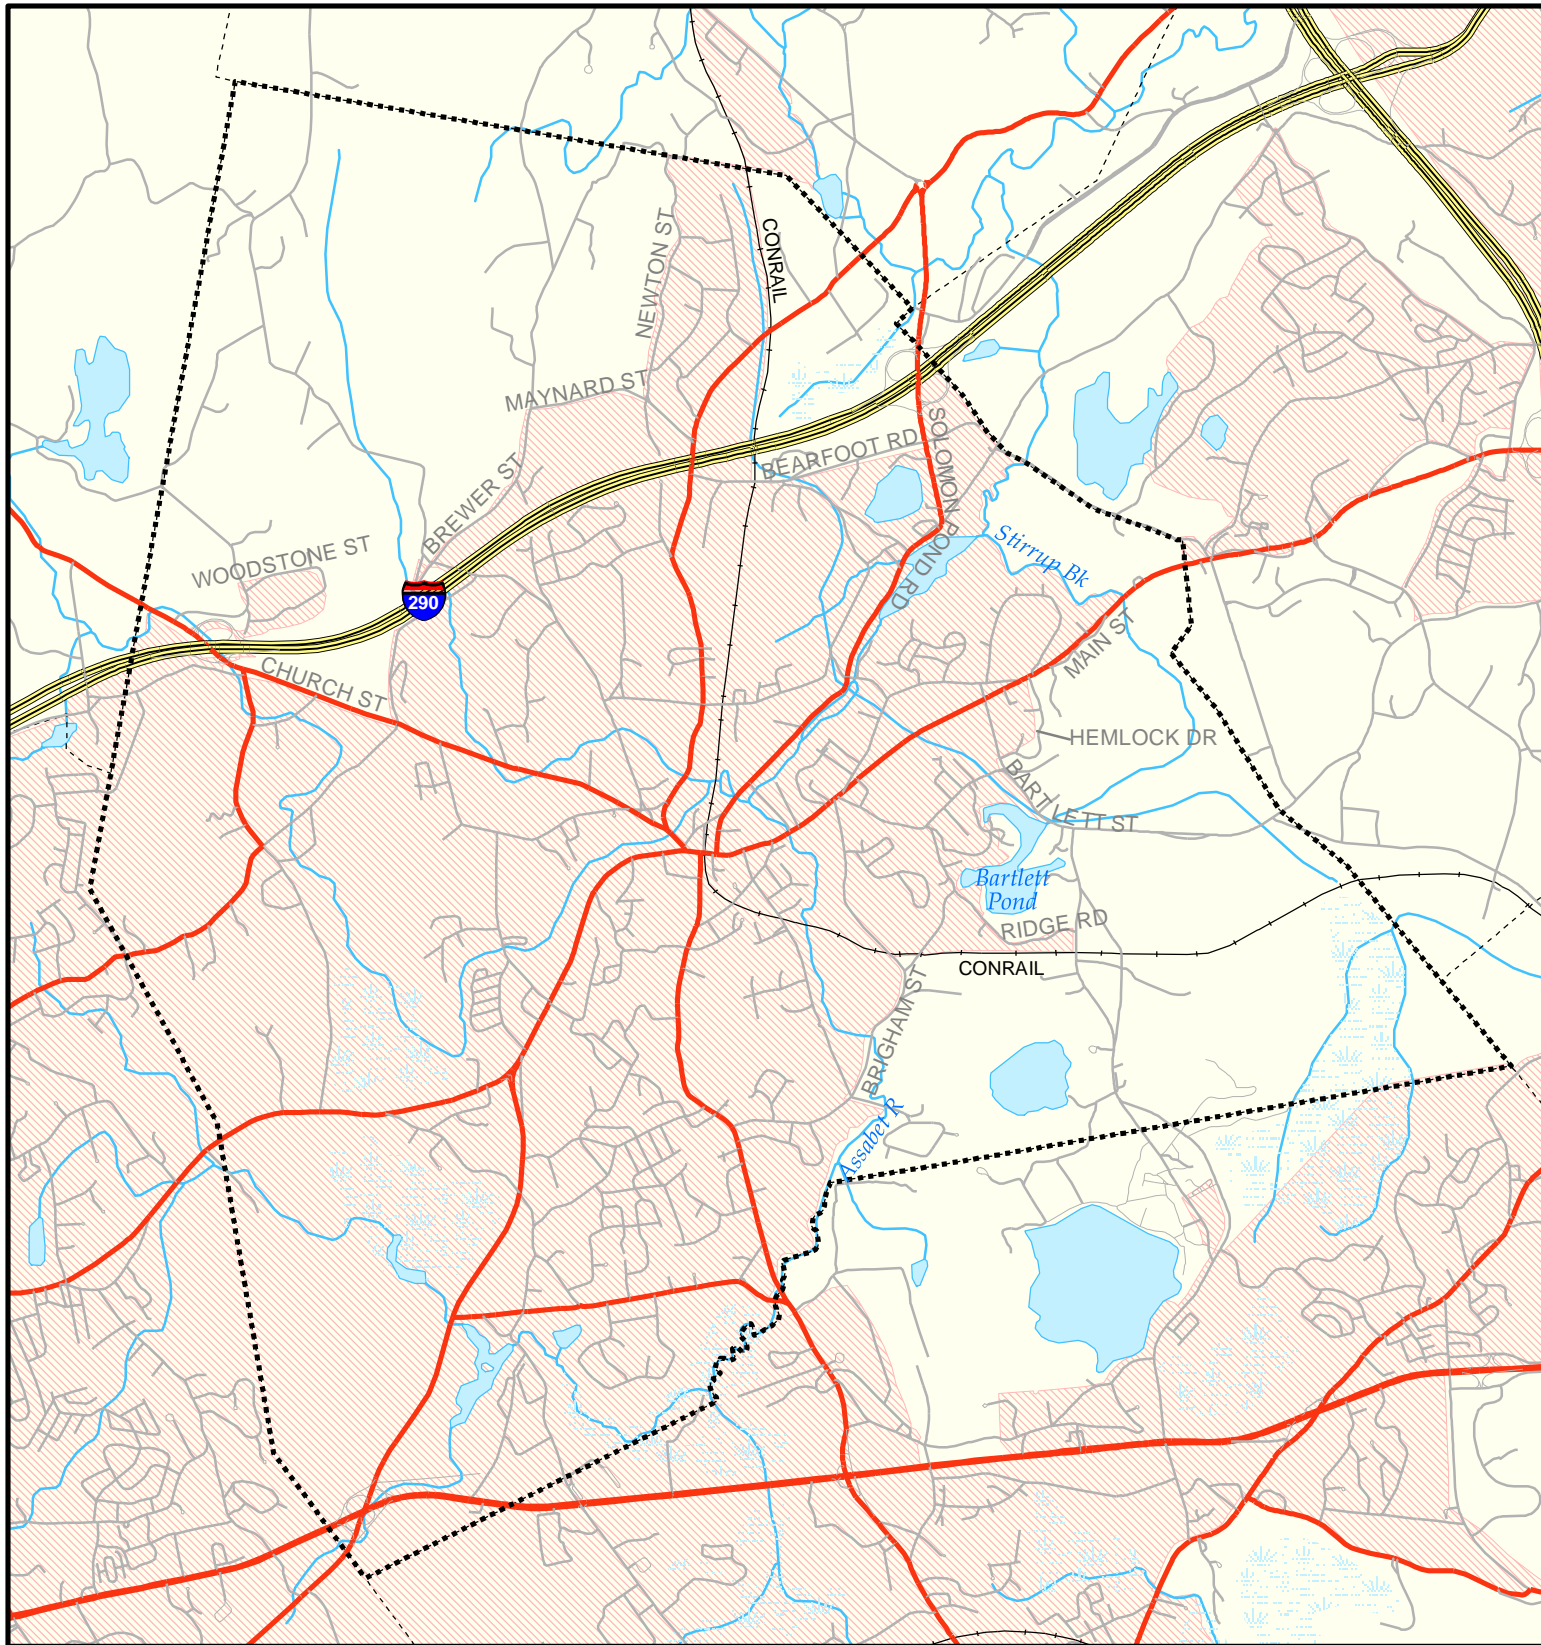 CONRAIL
NEWTON ST
MAYNARD ST
BEARFOOT RD
SOLOMON POND RD
BREWER ST
WOODSTONE ST
Stirrup Bk
290
MAIN ST
CHURCH ST
HEMLOCK DR
BARTLETT ST
Bartlett
Pond
RIDGE RD
CONRAIL
BRIGHAM ST
Assabet R